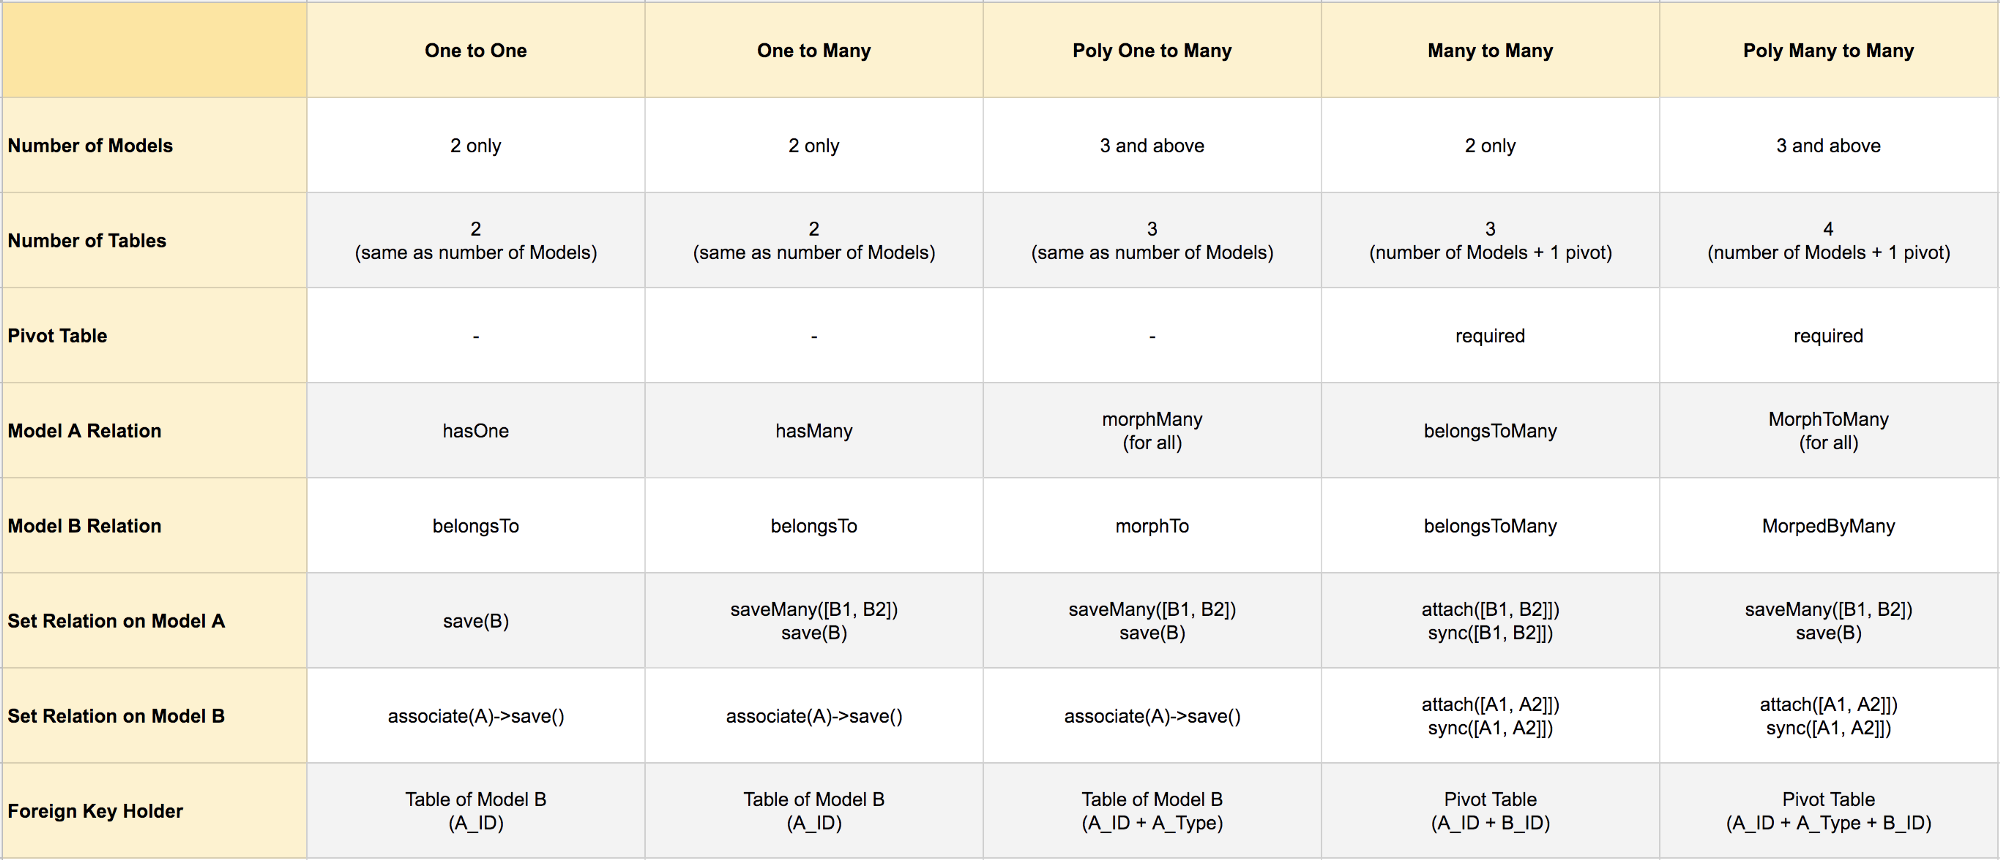 One to One
One to Many
Poly One to Many
Many to Many
Poly Many to Many
Number of Models
2 only
2 only
3 and above
2 only
3 and above
Number of Tables
2
(same as number of Models)
2
(same as number of Models)
3
(same as number of Models)
3
(number of Models + 1 pivot)
4
(number of Models + 1 pivot)
Pivot Table
-
-
-
required
required
Model A Relation
hasOne
hasMany
morphMany
(for all)
belongsToMany
MorphToMany
(for all)
Model B Relation
belongsTo
belongsTo
morphTo
belongsToMany
MorpedByMany
Set Relation on Model A
save(B)
saveMany([B1, B2])
save(B)
saveMany([B1, B2])
save(B)
attach([B1, B2]])
sync([B1, B2]])
saveMany([B1, B2])
save(B)
Set Relation on Model B
associate(A)->save()
associate(A)->save()
associate(A)->save()
attach([A1, A2]])
sync([A1, A2]])
attach([A1, A2]])
sync([A1, A2]])
Foreign Key Holder
Table of Model B
(A_ID)
Table of Model B
(A_ID)
Table of Model B
(A_ID + A_Type)
Pivot Table
(A_ID + B_ID)
Pivot Table
(A_ID + A_Type + B_ID)